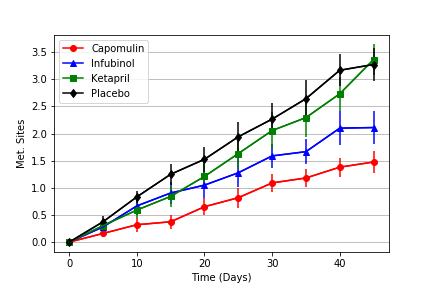 Capomulin
Infubinol
Ketapril
Placebo
3.5
3.0
2.5
2.0
1.5
1.0
0.5
0.0
Met. Sites
0
10
20
30
40
Time (Days)